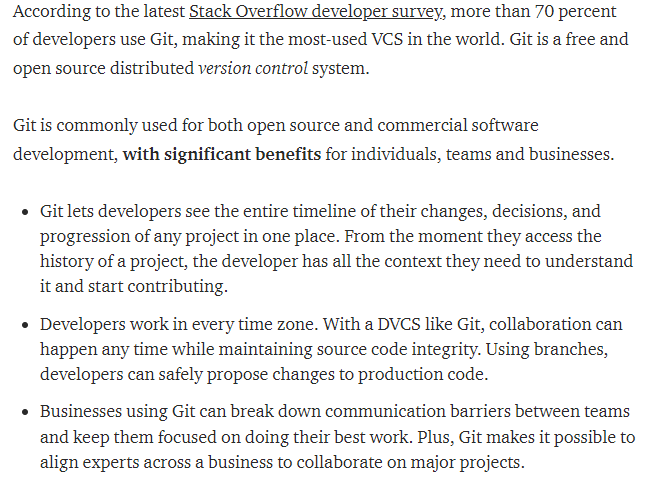 According to the latest Stack Overflow developer survey, more than 70 percent
of developers use Git, making it the most-used VCS in the world. Git is a free and
open source distributed version control system.
Git is commonly used for both open source and commercial software
development, with significant benefits for individuals, teams and businesses.
• Git lets developers see the entire timeline of their changes, decisions, and
progression of any project in one place. From the moment they access the
history of a project, the developer has all the context they need to understand
it and start contributing.
• Developers work in every time zone. With a DVCS like Git, collaboration can
happen any time while maintaining source code integrity. Using branches,
developers can safely propose changes to production code.
• Businesses using Git can break down communication barriers between teams
and keep them focused on doing their best work. Plus, Git makes it possible to
align experts across a business to collaborate on major projects.